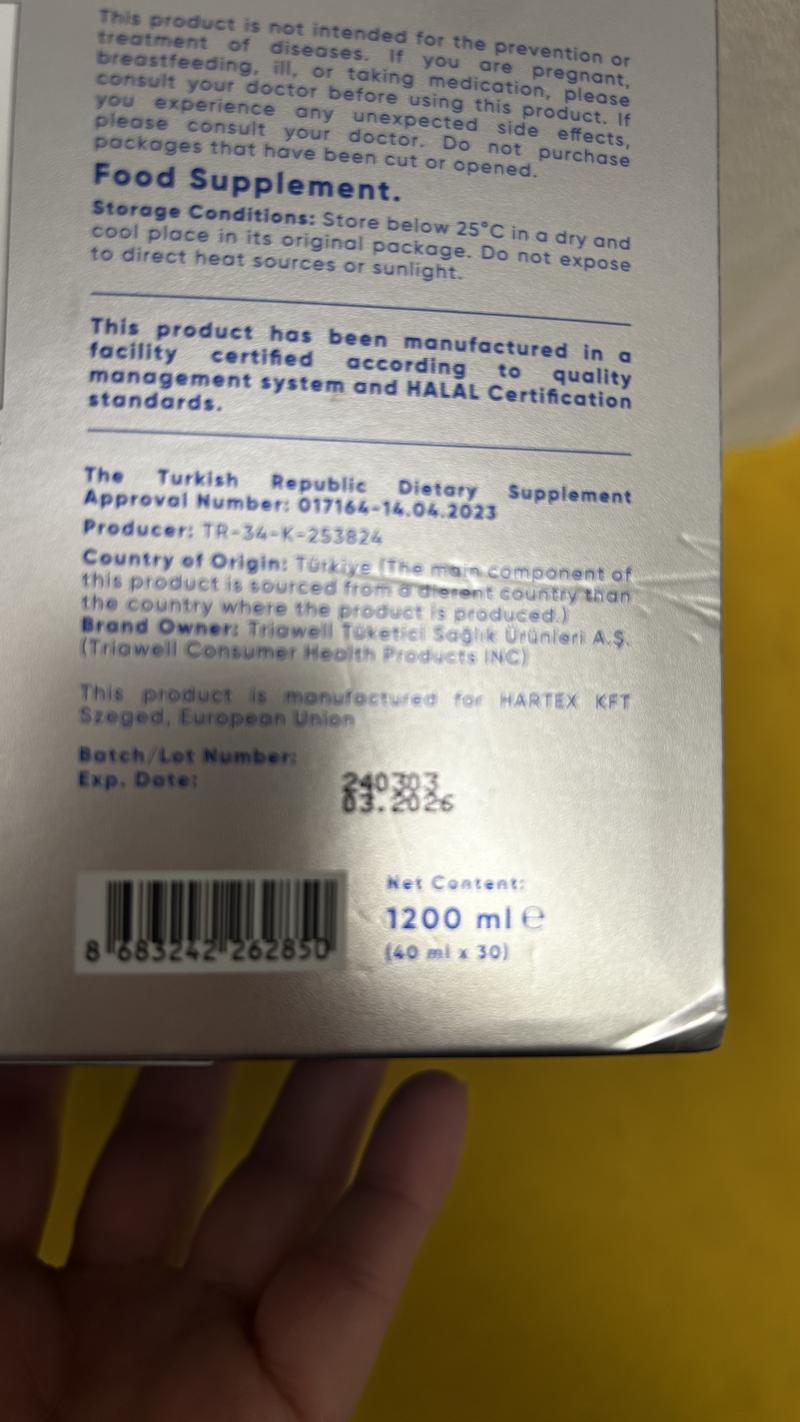 This product is not intended for the prevention or
treatment of diseases. If you are pregnant,
breastfeeding, ill, or taking medication, please
consult your doctor before using this product. If
you experience any unexpected side effects,
please consult your doctor. Do not purchase
packages that have been cut or opened.
Food Supplement.
Storage Conditions: Store below 25°C in a dry and
cool place in its original package. Do not expose
to direct heat sources or sunlight.
This product has been manufactured in a
facility certified according to quality
management system and HALAL Certification
standards.
The Turkish Republic Dietary Supplement
Approval Number: 017164-14.04.2023
Producer: TR-34-K-253824
Country of Origin: Türkiye (The main component of
this product is sourced from a dierent country than
the country where the product is produced.)
Brand Owner: Triawell Tüketici Sağlık Ürünleri A.Ş.
(Triawell Consumer Health Products INC)
This product is manufactured for HARTEX KFT
Szeged, European Union
Batch/Lot Number:
240303
Exp. Date:
03.2026
8 683242 262850
Net Content:
1200 ml ℮
(40 ml x 30)